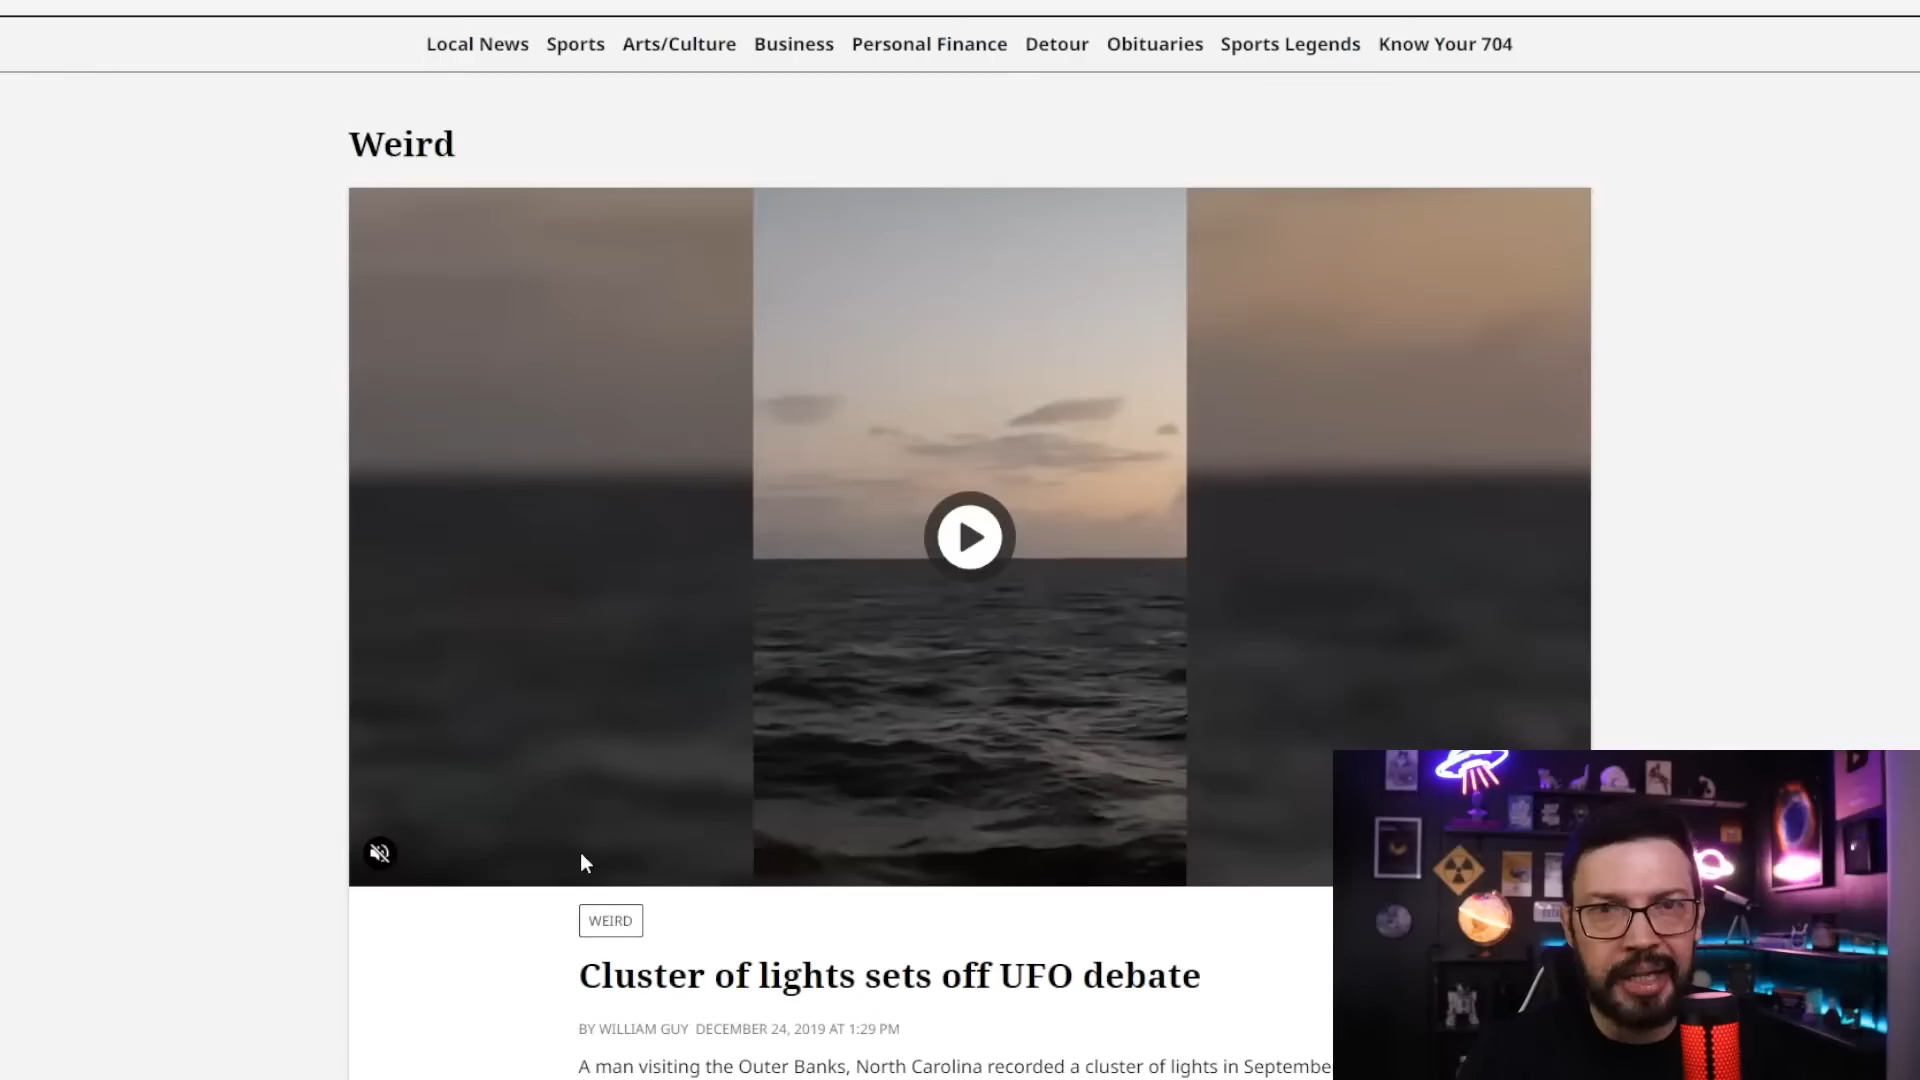 Local News Sports Arts/Culture Business Personal Finance Detour Obituaries Sports Legends Know Your 704
Weird
WEIRD
Cluster of lights sets off UFO debate
BY WILLIAM GUY DECEMBER 24, 2019 AT 1:29 PM
A man visiting the Outer Banks, North Carolina recorded a cluster of lights in Septembe